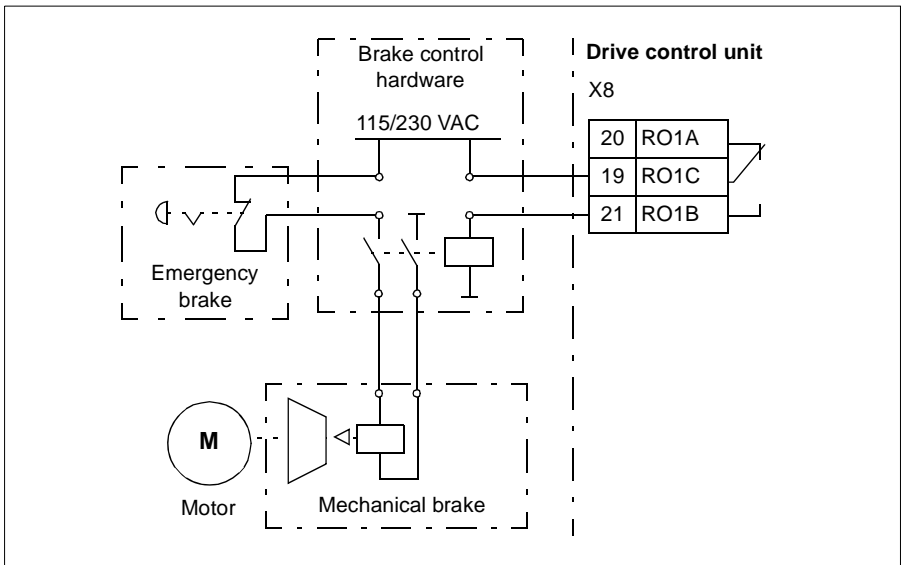 Brake control
hardware
115/230 VAC
Drive control unit
X8
20 RO1A
19 RO1C
21 RO1B
Emergency
brake
M
Motor
Mechanical brake